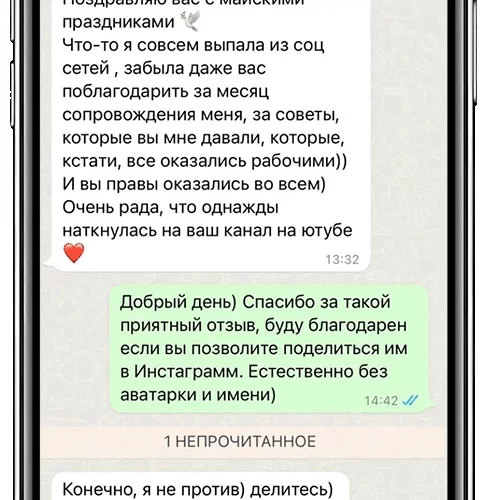 Поздравляю вас с майскими
праздниками 🕊
Что-то я совсем выпала из соц
сетей , забыла даже вас
поблагодарить за месяц
сопровождения меня, за советы,
которые вы мне давали, которые,
кстати, все оказались рабочими))
И вы правы оказались во всем)
Очень рада, что однажды
наткнулась на ваш канал на ютубе
❤️
13:32
Добрый день) Спасибо за такой
приятный отзыв, буду благодарен
если вы позволите поделиться им
в Инстаграмм. Естественно без
аватарки и имени)
14:42
1 НЕПРОЧИТАННОЕ
Конечно, я не против) делитесь)